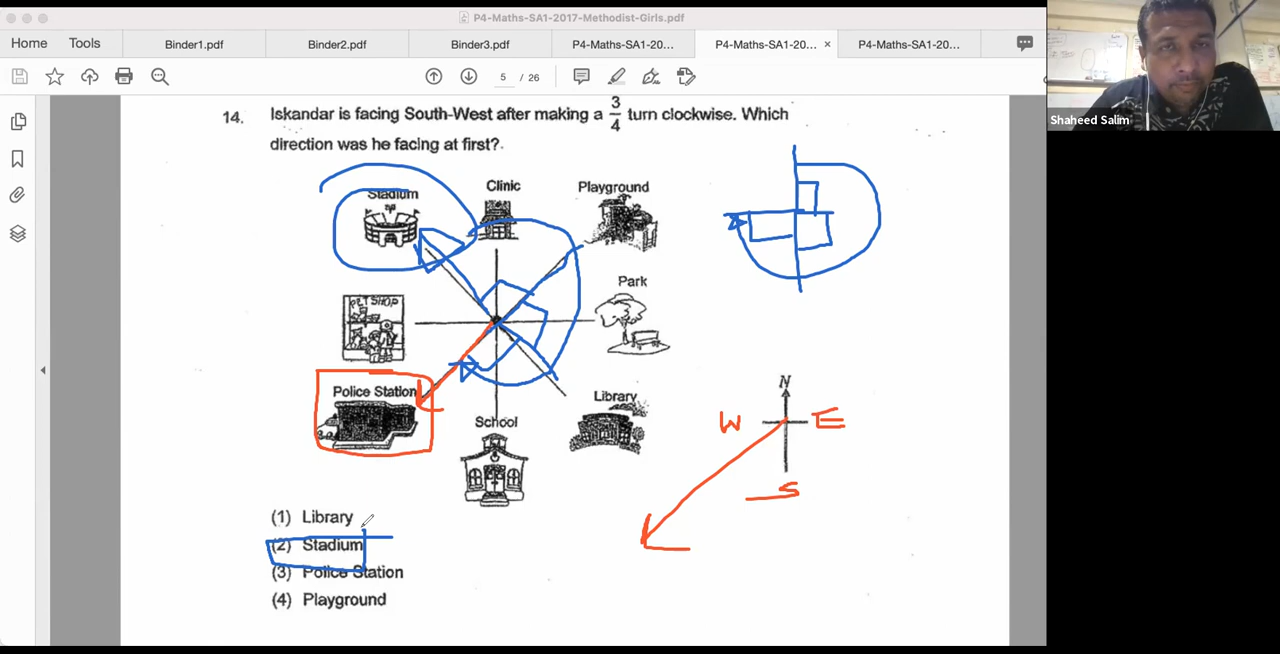 P4-Maths-SA1-2017-Methodist-Girls.pdf
Home Tools Binder1.pdf Binder2.pdf Binder3.pdf P4-Maths-SA1-20... P4-Maths-SA1-20... × P4-Maths-SA1-20...
5 / 26
Shaheed Salim
14. Iskandar is facing South-West after making a 3/4 turn clockwise. Which
direction was he facing at first?
Stadium
Clinic
Playground
Park
PET SHOP
Police Station
Library
School
N
W E
S
(1) Library
(2) Stadium
(3) Police Station
(4) Playground